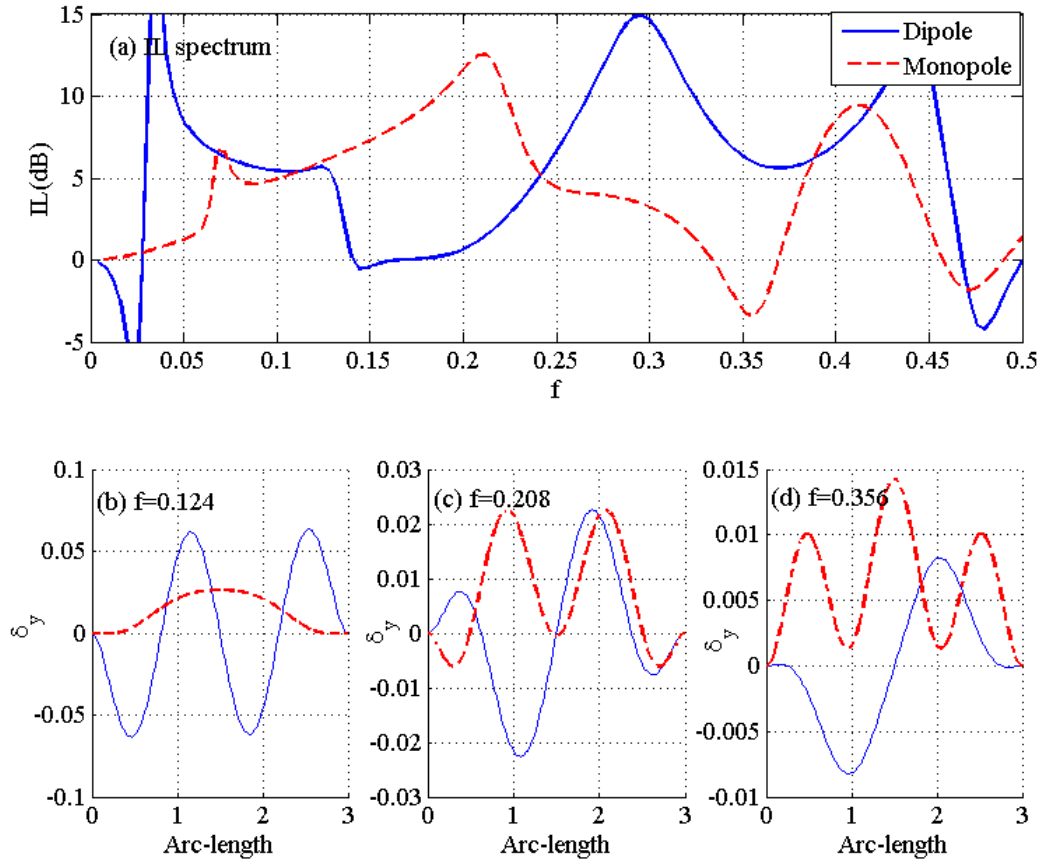 (a) IL spectrum
Dipole
Monopole
IL(dB)
15
10
5
0
-5
0 0.05 0.1 0.15 0.2 0.25 0.3 0.35 0.4 0.45 0.5
f
(b) f=0.124
δy
0.1
0.05
0
-0.05
-0.1
0 1 2 3
Arc-length
(c) f=0.208
δy
0.03
0.02
0.01
0
-0.01
-0.02
-0.03
0 1 2 3
Arc-length
(d) f=0.356
δy
0.015
0.01
0.005
0
-0.005
-0.01
0 1 2 3
Arc-length